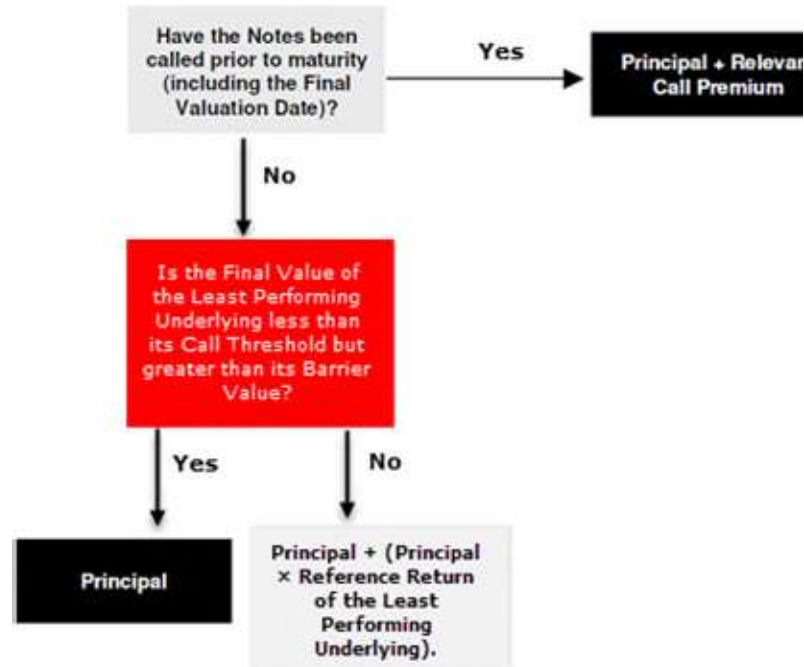 Have the Notes been
called prior to maturity
(including the Final
Valuation Date)?
Yes
Principal + Relevan
Call Premium
No
Is the Final Value of
the Least Performing
Underlying less than
its Call Threshold but
greater than its Barrier
Value?
Yes
No
Principal
Principal + (Principal
× Reference Return
of the Least
Performing
Underlying).